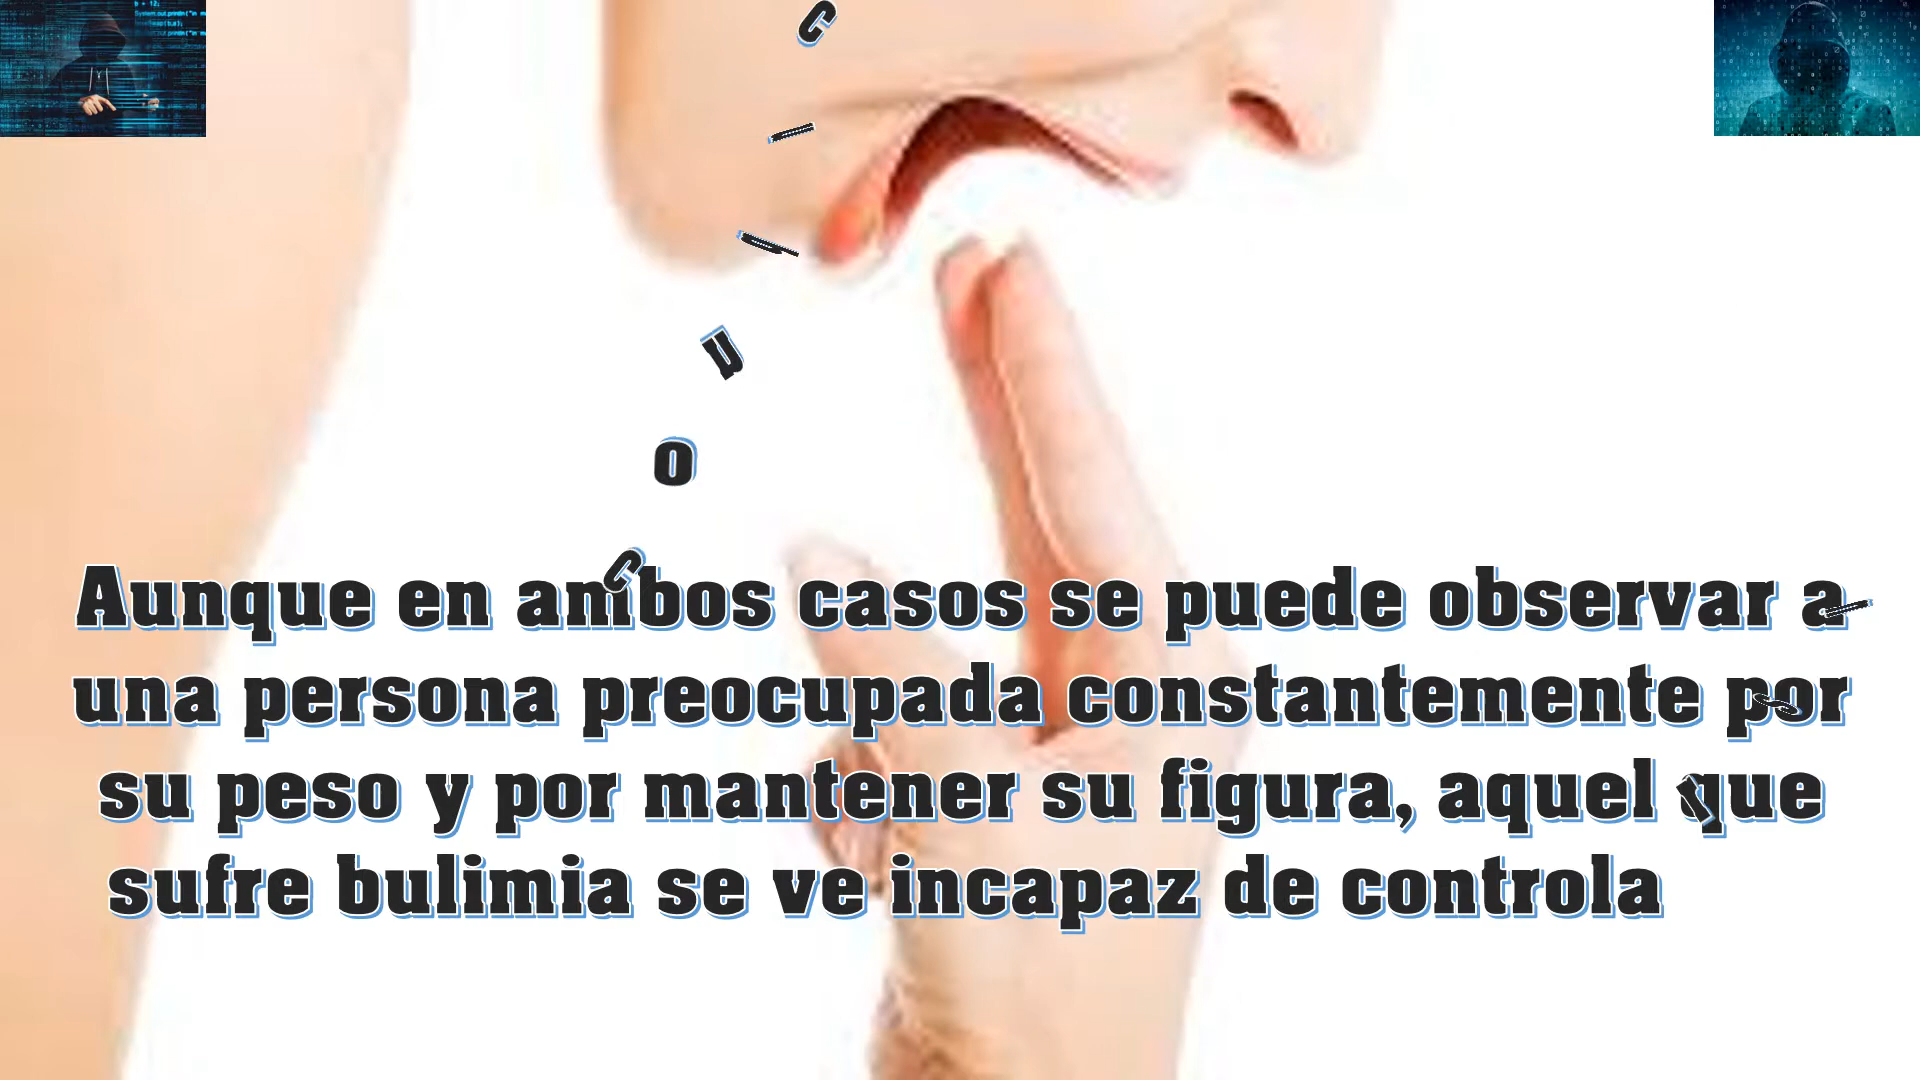 Aunque en ambos casos se puede observar a
una persona preocupada constantemente por
su peso y por mantener su figura, aquel que
sufre bulimia se ve incapaz de controla